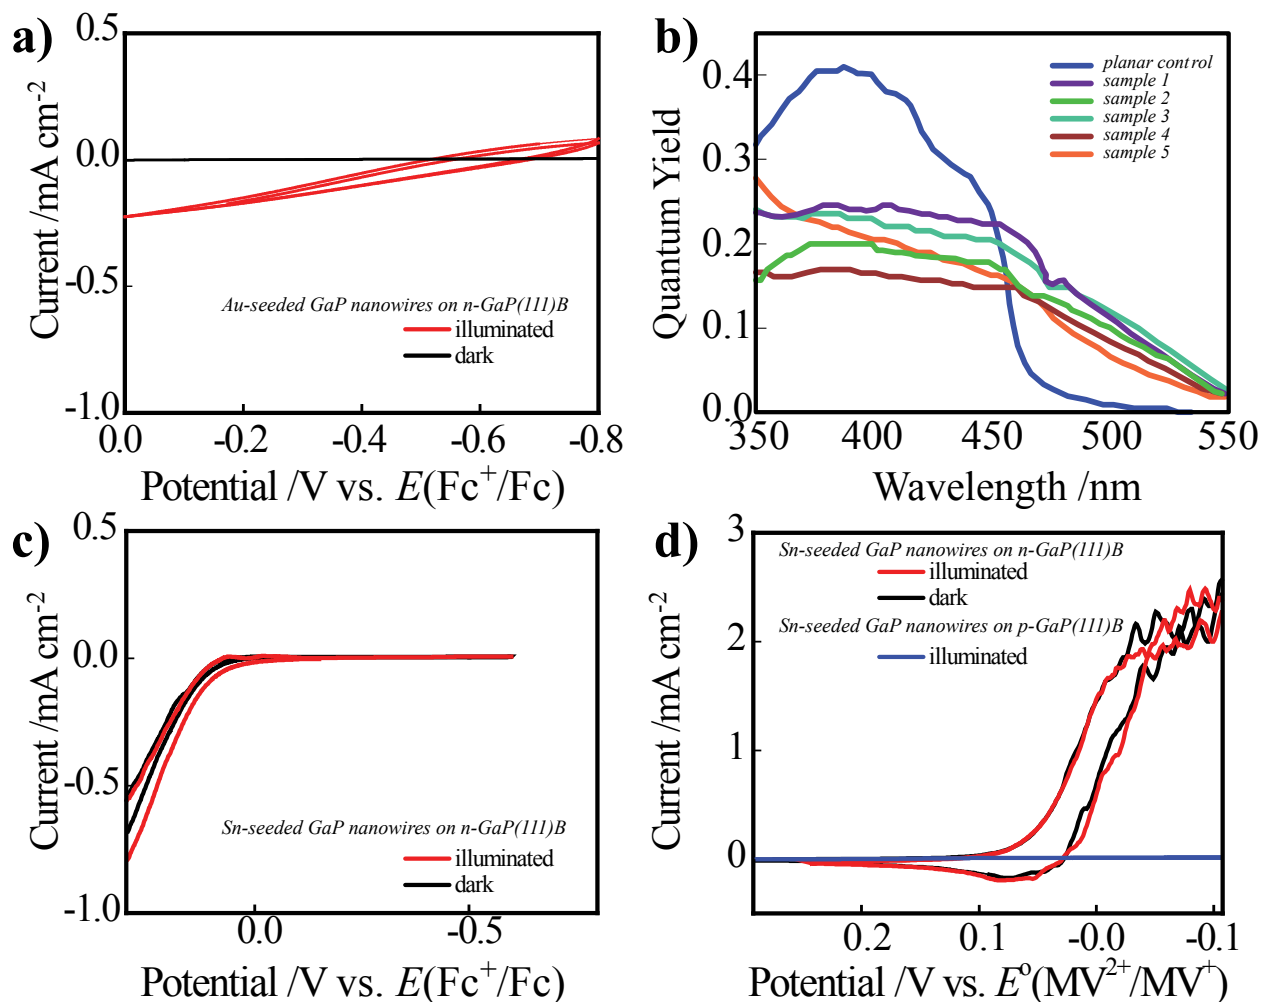 a)
0.5
0.0
-0.5
-1.0
Current /mA cm⁻²
Au-seeded GaP nanowires on n-GaP(111)B
illuminated
dark
0.0 -0.2 -0.4 -0.6 -0.8
Potential /V vs. E(Fc⁺/Fc)
b)
0.4
0.3
0.2
0.1
0.0
Quantum Yield
planar control
sample 1
sample 2
sample 3
sample 4
sample 5
350 400 450 500 550
Wavelength /nm
c)
0.5
0.0
-0.5
-1.0
Current /mA cm⁻²
Sn-seeded GaP nanowires on n-GaP(111)B
illuminated
dark
0.0 -0.5
Potential /V vs. E(Fc⁺/Fc)
d)
3
2
1
0
Current /mA cm⁻²
Sn-seeded GaP nanowires on n-GaP(111)B
illuminated
dark
Sn-seeded GaP nanowires on p-GaP(111)B
illuminated
0.2 0.1 -0.0 -0.1
Potential /V vs. E°(MV²⁺/MV⁺)